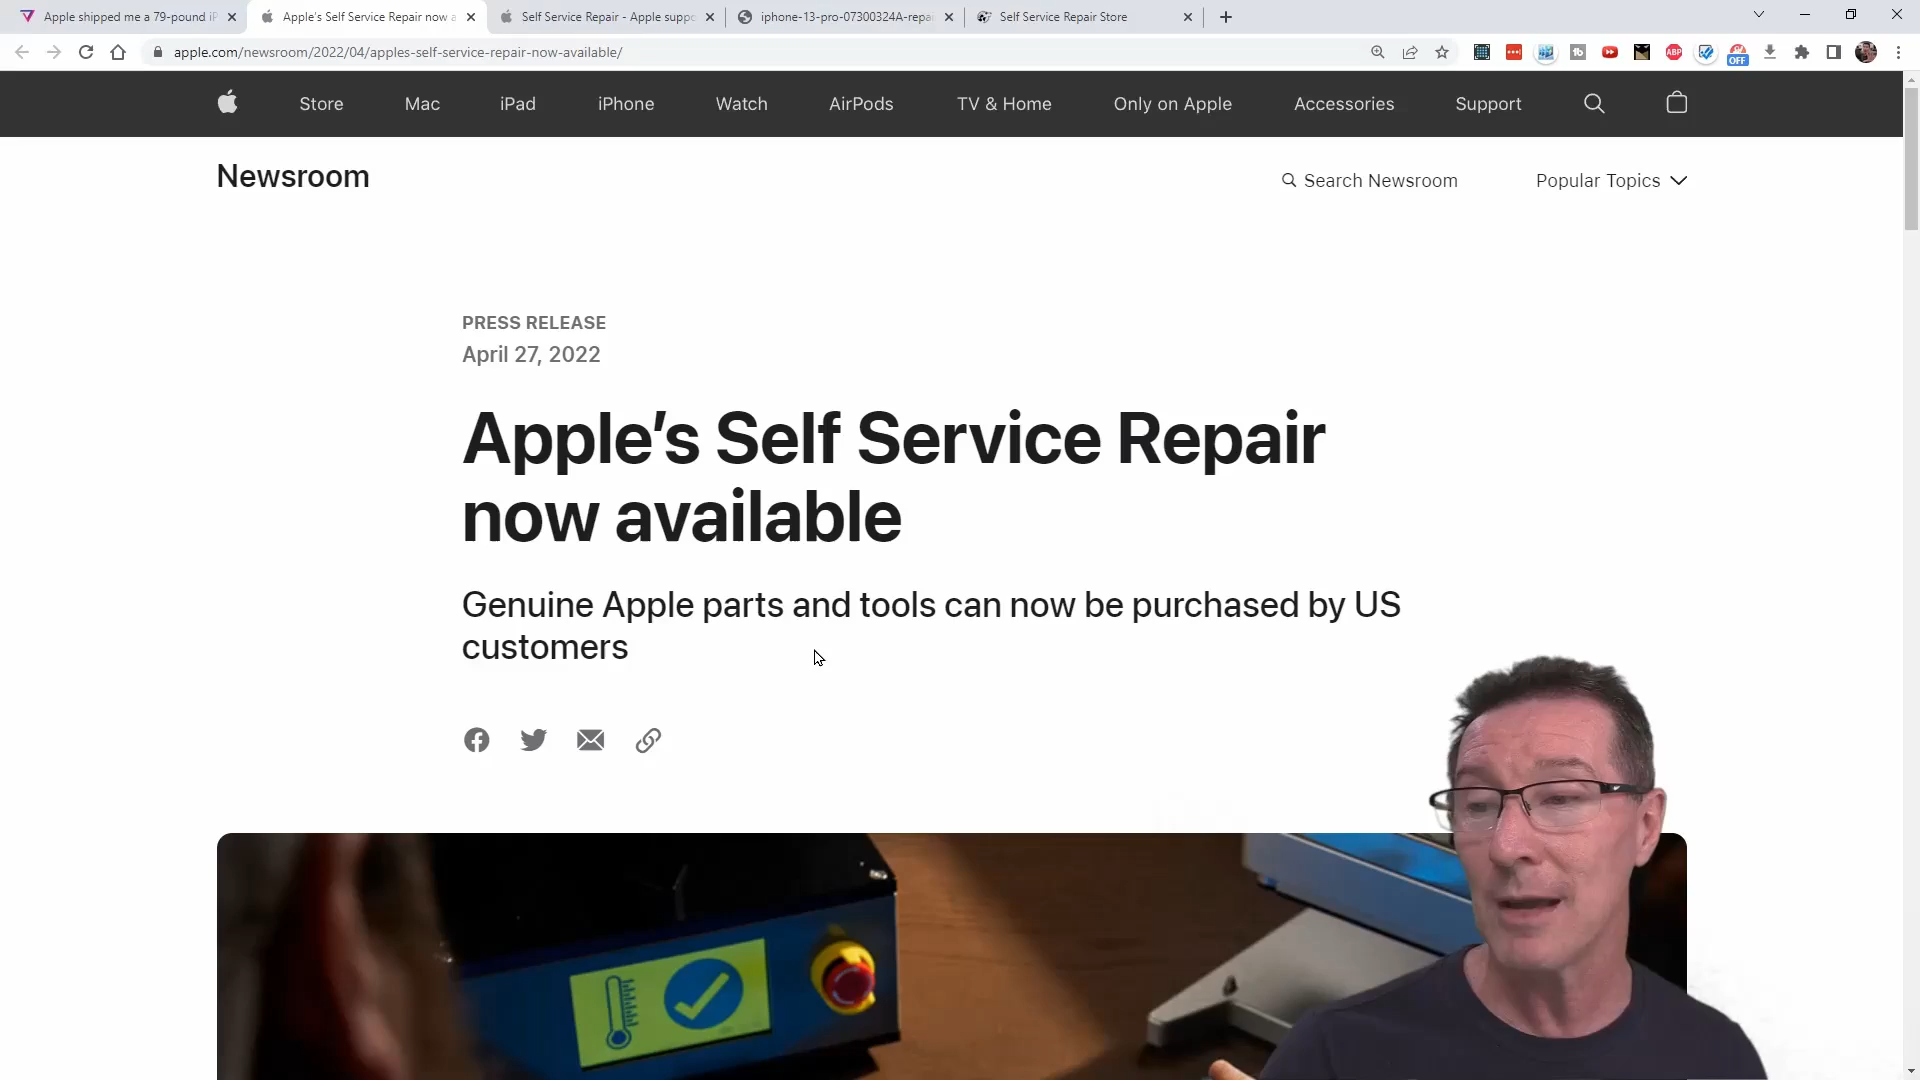 Apple shipped me a 79-pound iP
Apple's Self Service Repair now a
Self Service Repair - Apple suppo
iphone-13-pro-07300324A-repai
Self Service Repair Store
apple.com/newsroom/2022/04/apples-self-service-repair-now-available/
ABP
OFF
Store
Mac
iPad
iPhone
Watch
AirPods
TV & Home
Only on Apple
Accessories
Support
Newsroom
Search Newsroom
Popular Topics
PRESS RELEASE
April 27, 2022
Apple's Self Service Repair
now available
Genuine Apple parts and tools can now be purchased by US
customers